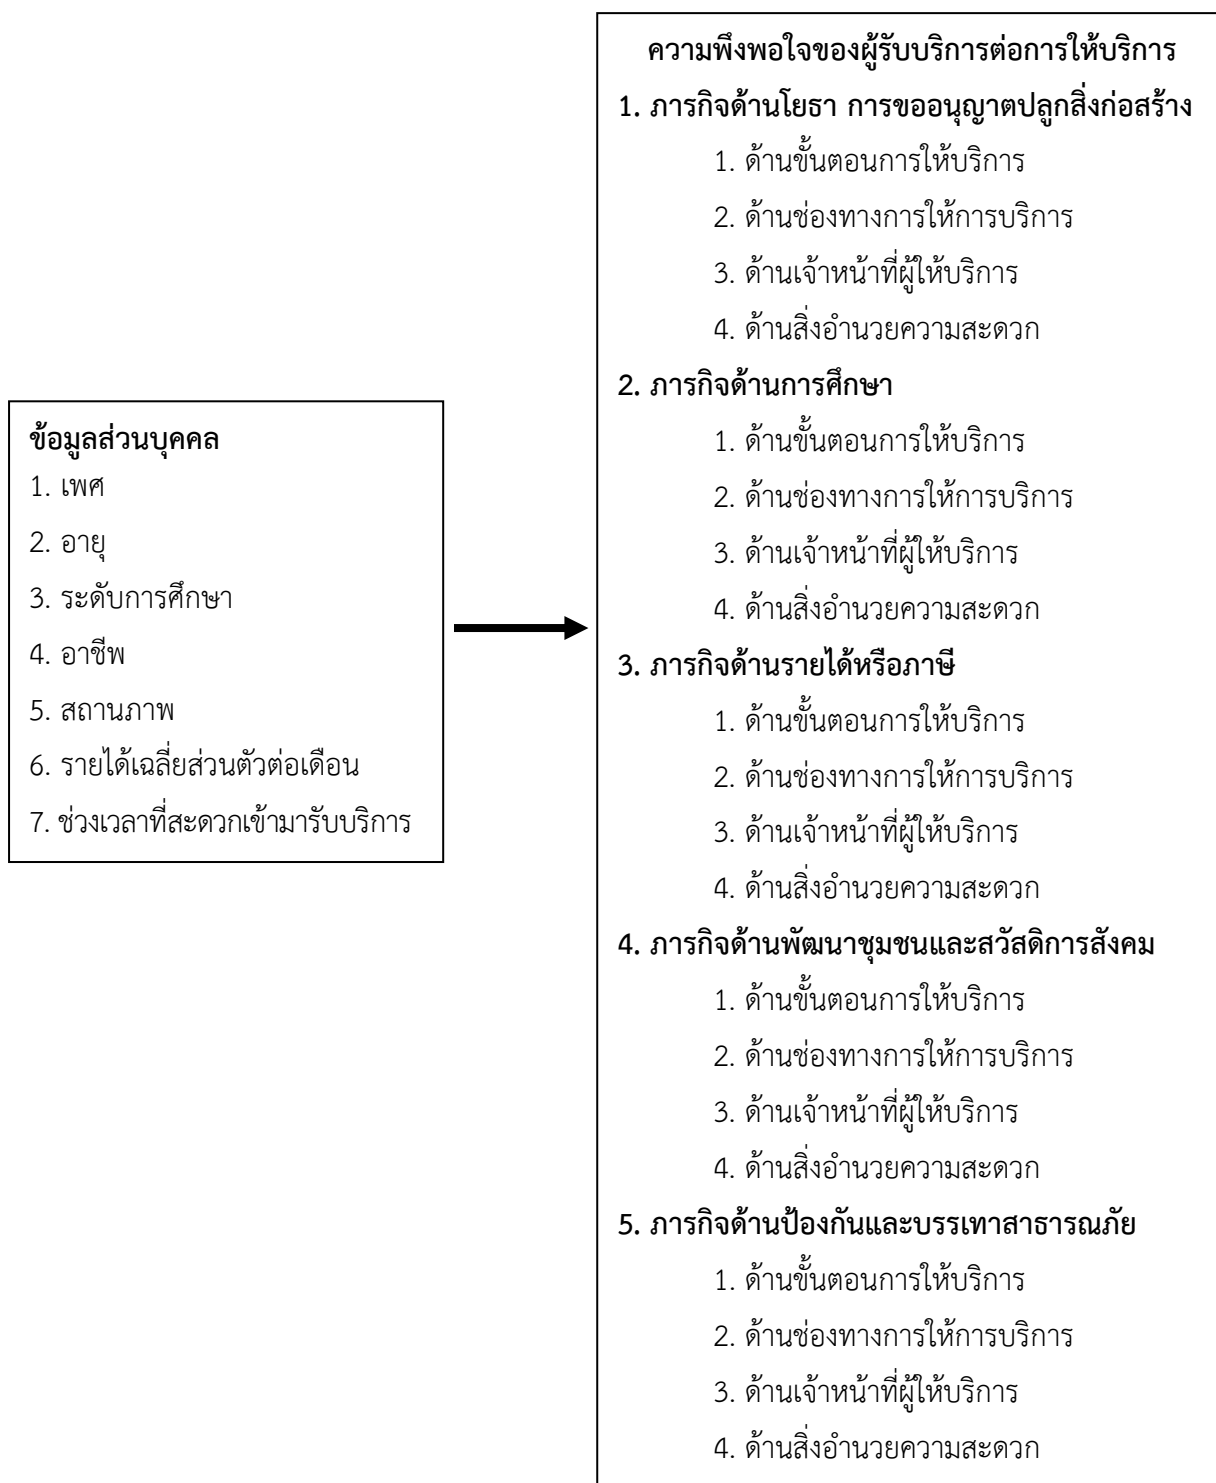 ข้อมูลส่วนบุคคล
1. เพศ
2. อายุ
3. ระดับการศึกษา
4. อาชีพ
5. สถานภาพ
6. รายได้เฉลี่ยส่วนตัวต่อเดือน
7. ช่วงเวลาที่สะดวกเข้ามารับบริการ
ความพึงพอใจของผู้รับบริการต่อการให้บริการ
1. ภารกิจด้านโยธา การขออนุญาตปลูกสิ่งก่อสร้าง
1. ด้านขั้นตอนการให้บริการ
2. ด้านช่องทางการให้การบริการ
3. ด้านเจ้าหน้าที่ผู้ให้บริการ
4. ด้านสิ่งอำนวยความสะดวก
2. ภารกิจด้านการศึกษา
1. ด้านขั้นตอนการให้บริการ
2. ด้านช่องทางการให้การบริการ
3. ด้านเจ้าหน้าที่ผู้ให้บริการ
4. ด้านสิ่งอำนวยความสะดวก
3. ภารกิจด้านรายได้หรือภาษี
1. ด้านขั้นตอนการให้บริการ
2. ด้านช่องทางการให้การบริการ
3. ด้านเจ้าหน้าที่ผู้ให้บริการ
4. ด้านสิ่งอำนวยความสะดวก
4. ภารกิจด้านพัฒนาชุมชนและสวัสดิการสังคม
1. ด้านขั้นตอนการให้บริการ
2. ด้านช่องทางการให้การบริการ
3. ด้านเจ้าหน้าที่ผู้ให้บริการ
4. ด้านสิ่งอำนวยความสะดวก
5. ภารกิจด้านป้องกันและบรรเทาสาธารณภัย
1. ด้านขั้นตอนการให้บริการ
2. ด้านช่องทางการให้การบริการ
3. ด้านเจ้าหน้าที่ผู้ให้บริการ
4. ด้านสิ่งอำนวยความสะดวก